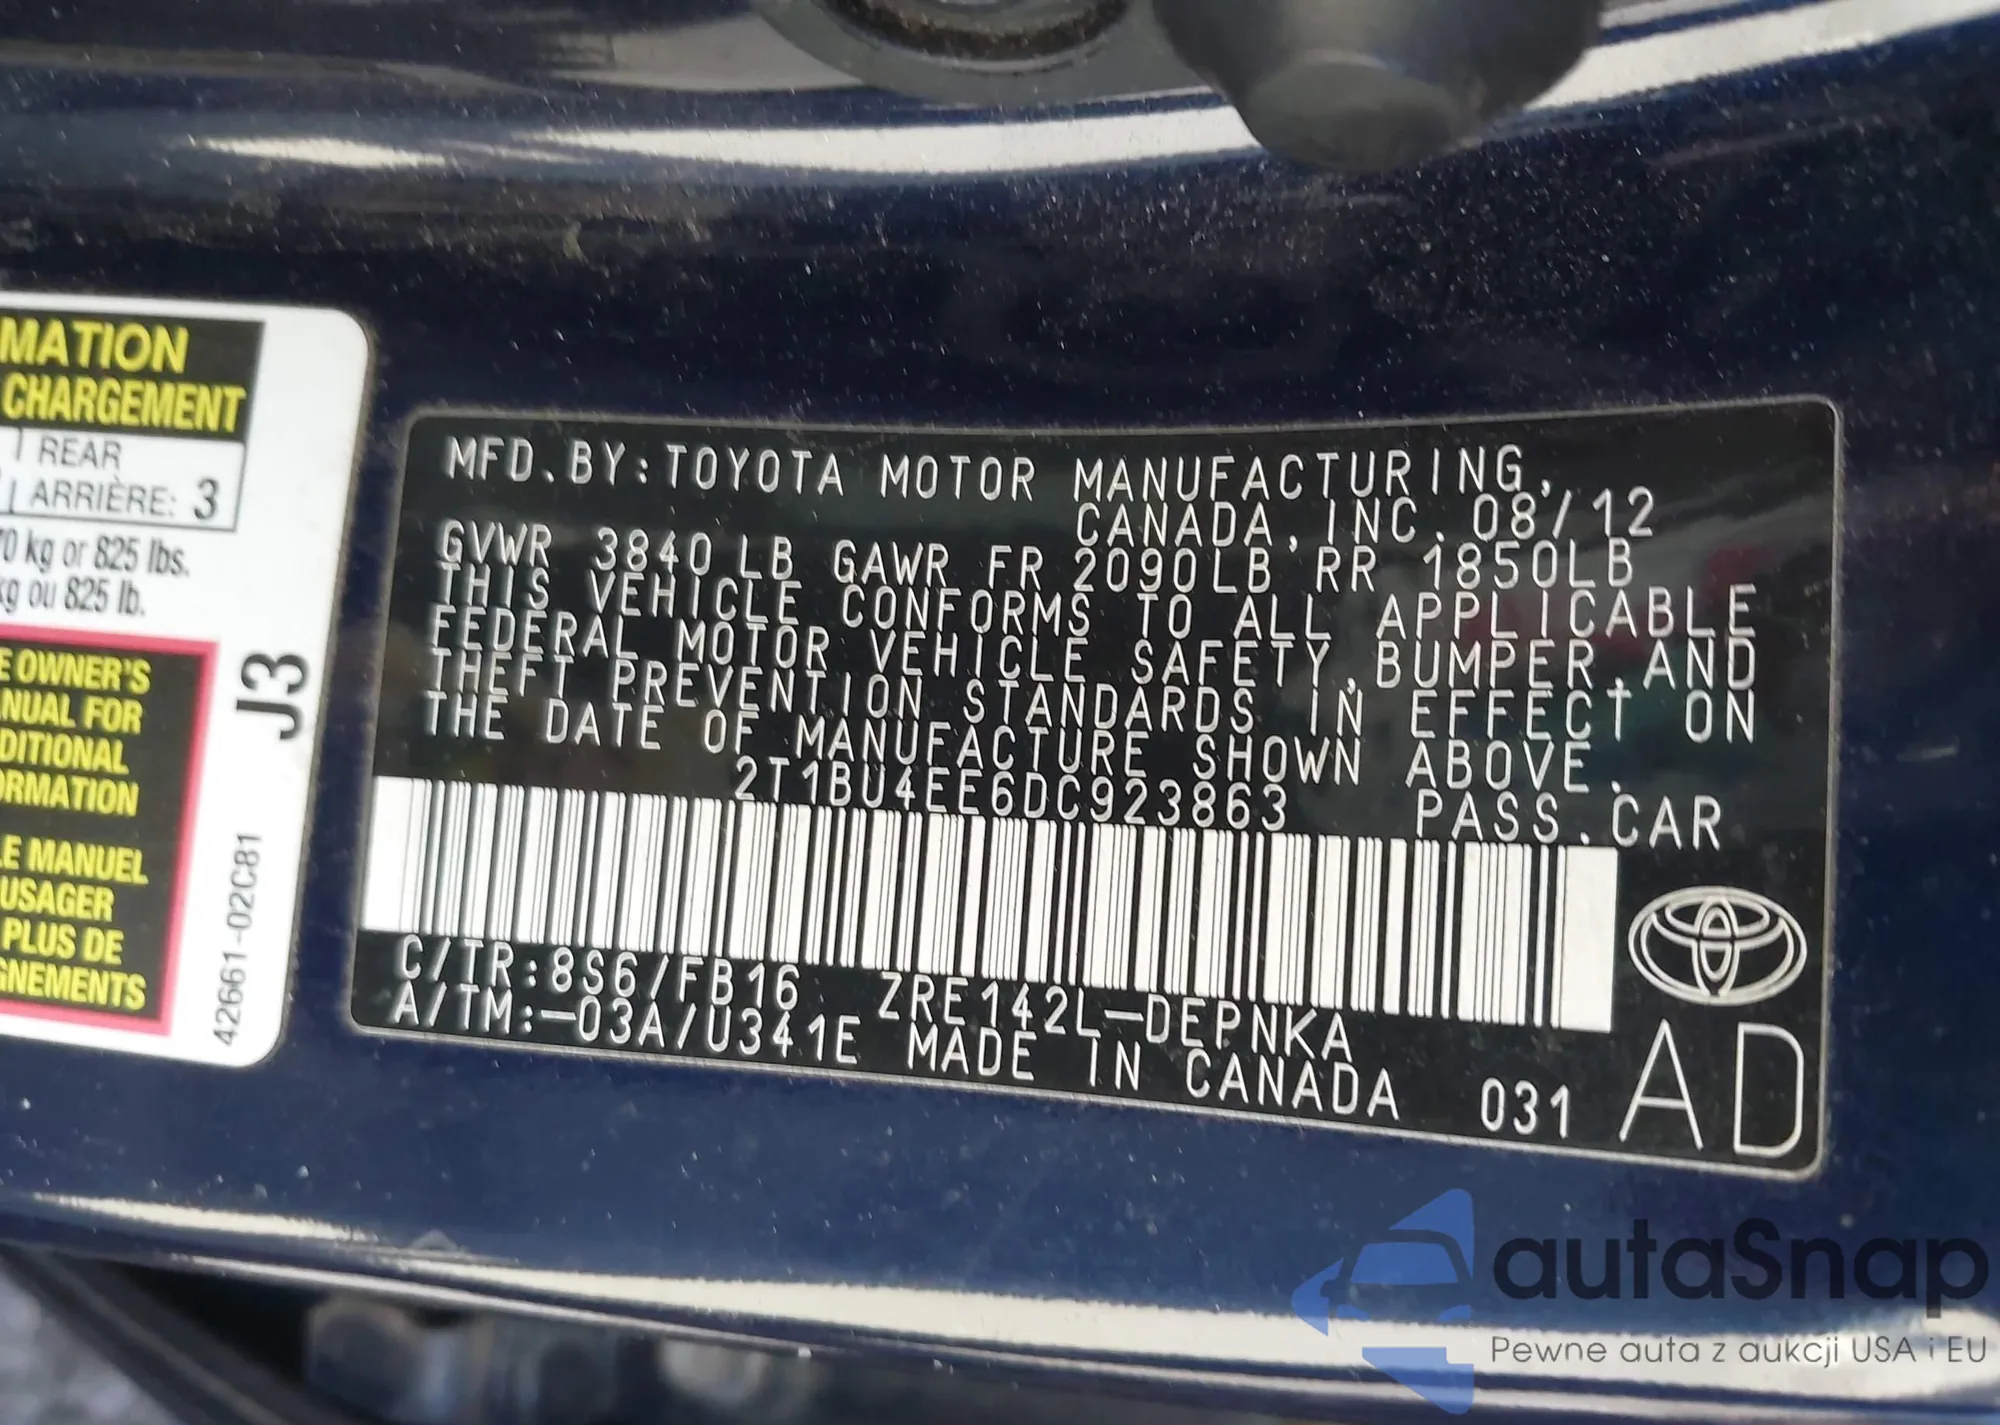 MATION
CHARGEMENT
REAR
ARRIÈRE: 3
kg or 825 lbs.
kg ou 825 lb.
E OWNER'S
NUAL FOR
DITIONAL
ORMATION
LE MANUEL
USAGER
PLUS DE
GNEMENTS
J3
42661-02C81
MFD.BY:TOYOTA MOTOR MANUFACTURING,
CANADA,INC. 08/12
GVWR 3840LB GAWR FR 2090LB RR 1850LB
THIS VEHICLE CONFORMS TO ALL APPLICABLE
FEDERAL MOTOR VEHICLE SAFETY,BUMPER,AND
THEFT PREVENTION STANDARDS IN EFFECT ON
THE DATE OF MANUFACTURE SHOWN ABOVE.
2T1BU4EE6DC923863 PASS.CAR
C/TR:8S6/FB16 ZRE142L-DEPNKA
A/TM:-03A/U341E MADE IN CANADA 031
AD
autaSnap
Pewne auta z aukcji USA i EU